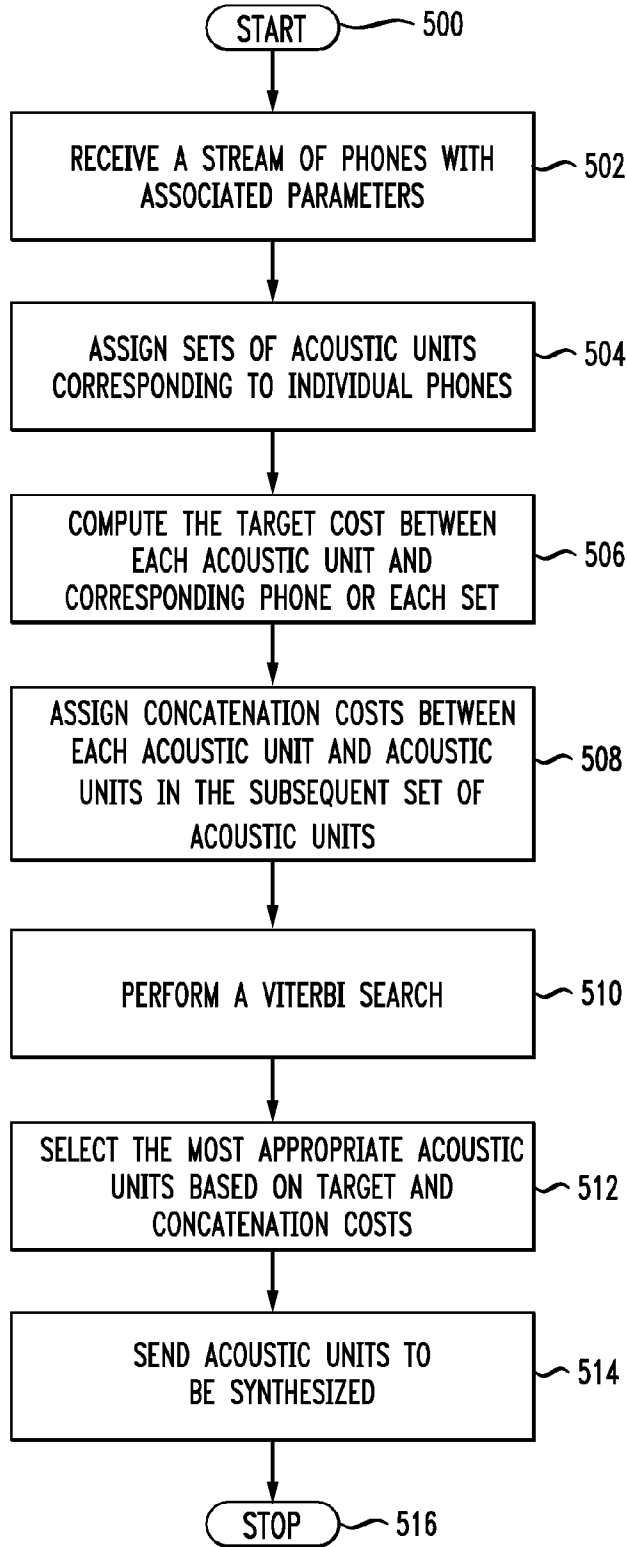 START
500
RECEIVE A STREAM OF PHONES WITH
ASSOCIATED PARAMETERS
502
ASSIGN SETS OF ACOUSTIC UNITS
CORRESPONDING TO INDIVIDUAL PHONES
504
COMPUTE THE TARGET COST BETWEEN
EACH ACOUSTIC UNIT AND
CORRESPONDING PHONE OR EACH SET
506
ASSIGN CONCATENATION COSTS BETWEEN
EACH ACOUSTIC UNIT AND ACOUSTIC
UNITS IN THE SUBSEQUENT SET OF
ACOUSTIC UNITS
508
PERFORM A VITERBI SEARCH
510
SELECT THE MOST APPROPRIATE ACOUSTIC
UNITS BASED ON TARGET AND
CONCATENATION COSTS
512
SEND ACOUSTIC UNITS TO
BE SYNTHESIZED
514
STOP
516